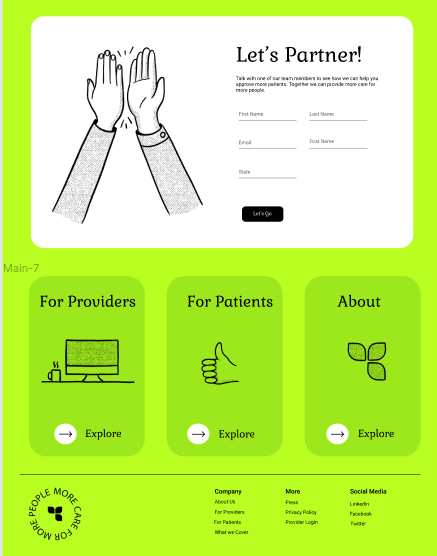 Let's Partner!
Talk with one of our team members to see how we can help you
approve more patients. Together we can provide more care for
more people.
First Name
Last Name
Email
First Name
State
Let's Go
Main-7
For Providers
For Patients
About
Explore
Explore
Explore
PEOPLE MORE CARE FOR MORE
Company
About Us
For Providers
For Patients
What we Cover
More
Press
Privacy Policy
Provider Login
Social Media
LinkedIn
Facebook
Twitter